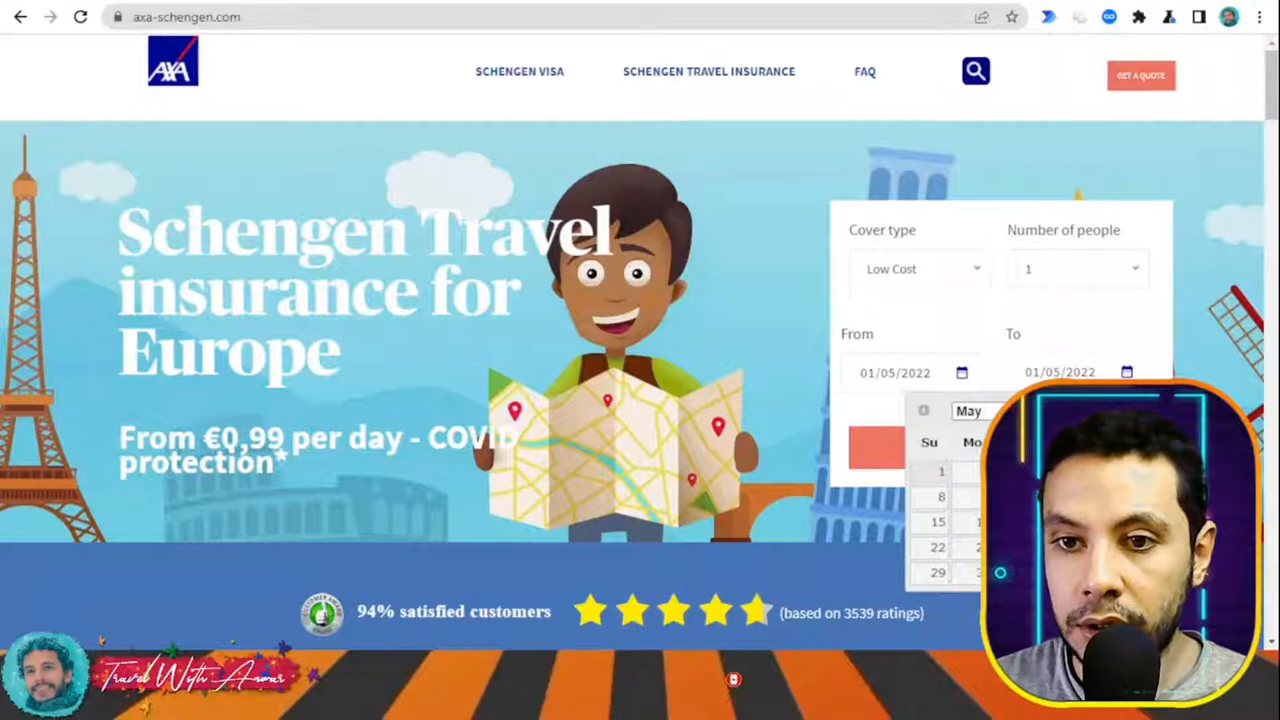 axa-schengen.com
AXA
SCHENGEN VISA
SCHENGEN TRAVEL INSURANCE
FAQ
GET A QUOTE
Schengen Travel
insurance for
Europe
From €0,99 per day - COVID
protection*
Cover type
Number of people
Low Cost
1
From
To
01/05/2022
01/05/2022
May
Su
Mo
1
8
15
22
29
94% satisfied customers
(based on 3539 ratings)
Travel With Anwar